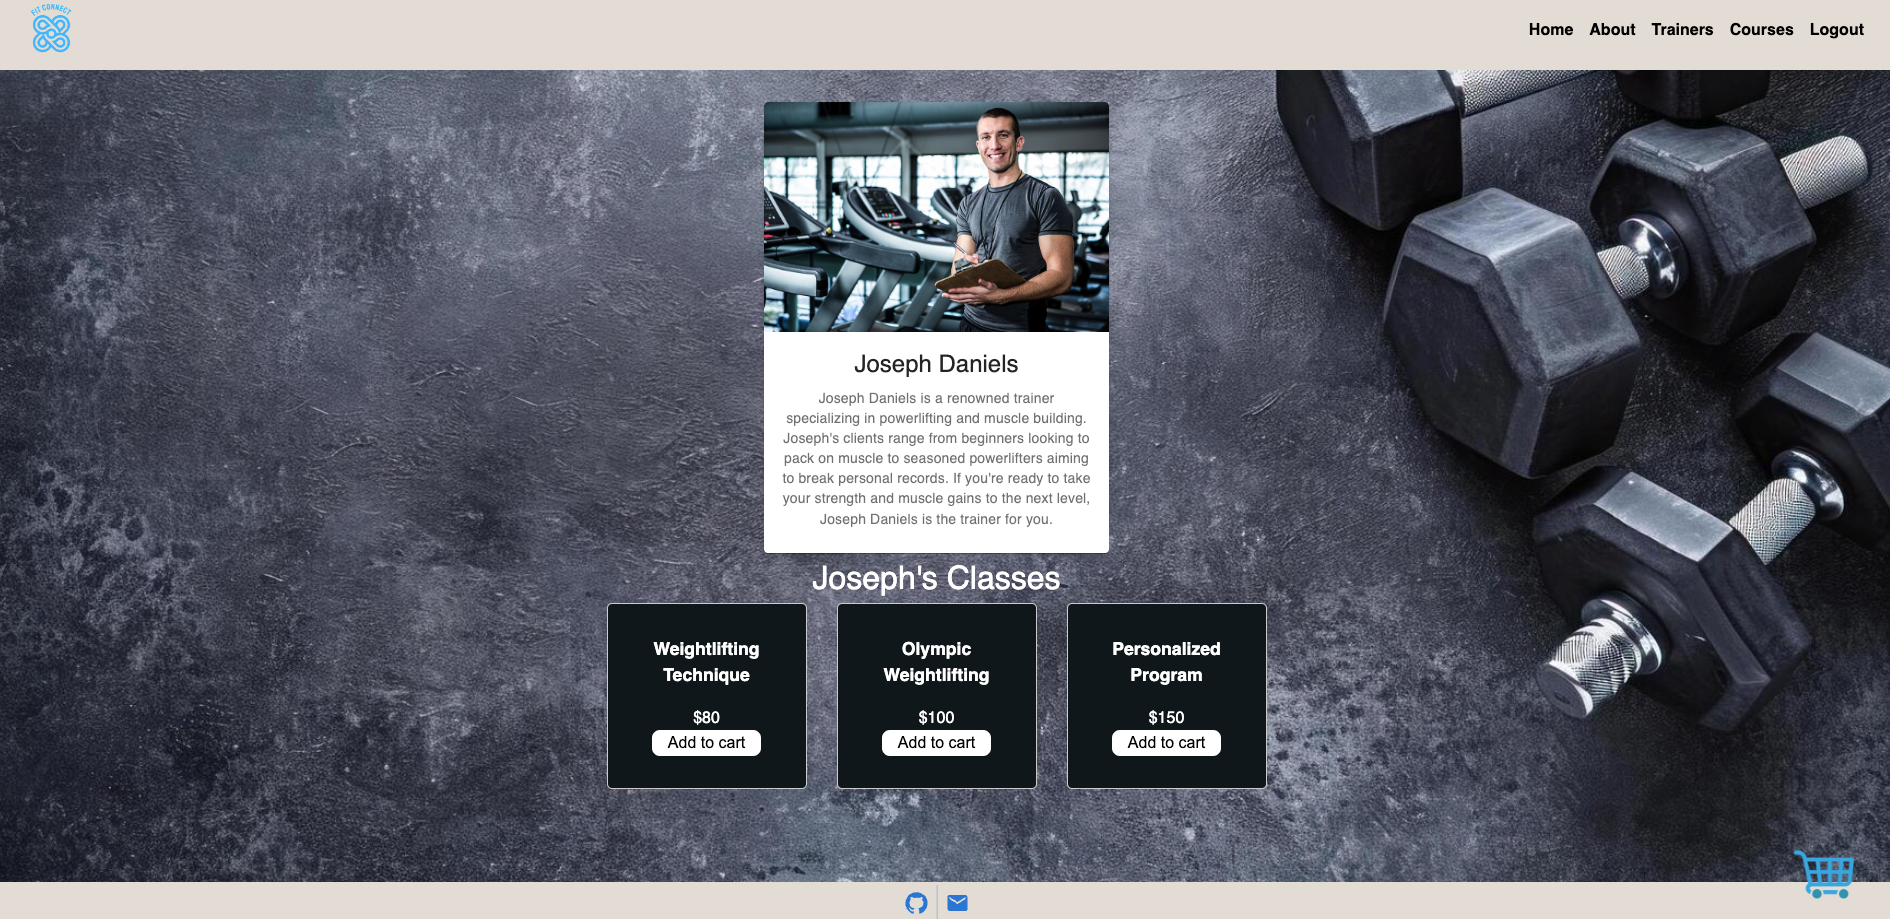 FIT CONNECT
Home About Trainers Courses Logout
Joseph Daniels
Joseph Daniels is a renowned trainer
specializing in powerlifting and muscle building.
Joseph's clients range from beginners looking to
pack on muscle to seasoned powerlifters aiming
to break personal records. If you're ready to take
your strength and muscle gains to the next level,
Joseph Daniels is the trainer for you.
Joseph's Classes
Weightlifting
Technique
$80
Add to cart
Olympic
Weightlifting
$100
Add to cart
Personalized
Program
$150
Add to cart